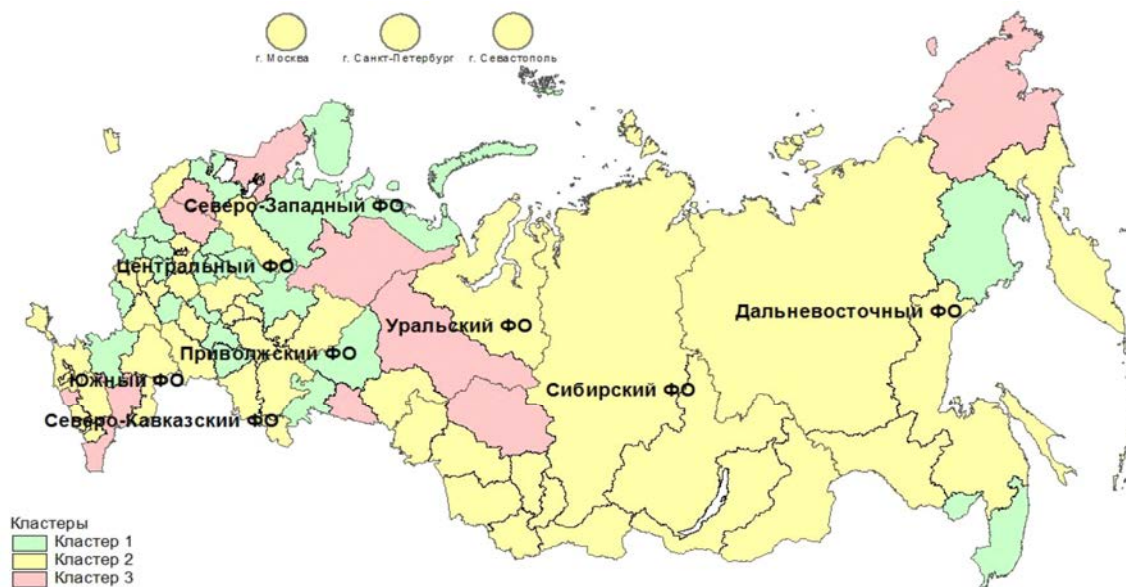 г. Москва
г. Санкт-Петербург
г. Севастополь
Северо-Западный ФО
Центральный ФО
Уральский ФО
Дальневосточный ФО
Приволжский ФО
Южный ФО
Сибирский ФО
Северо-Кавказский ФО
Кластеры
Кластер 1
Кластер 2
Кластер 3